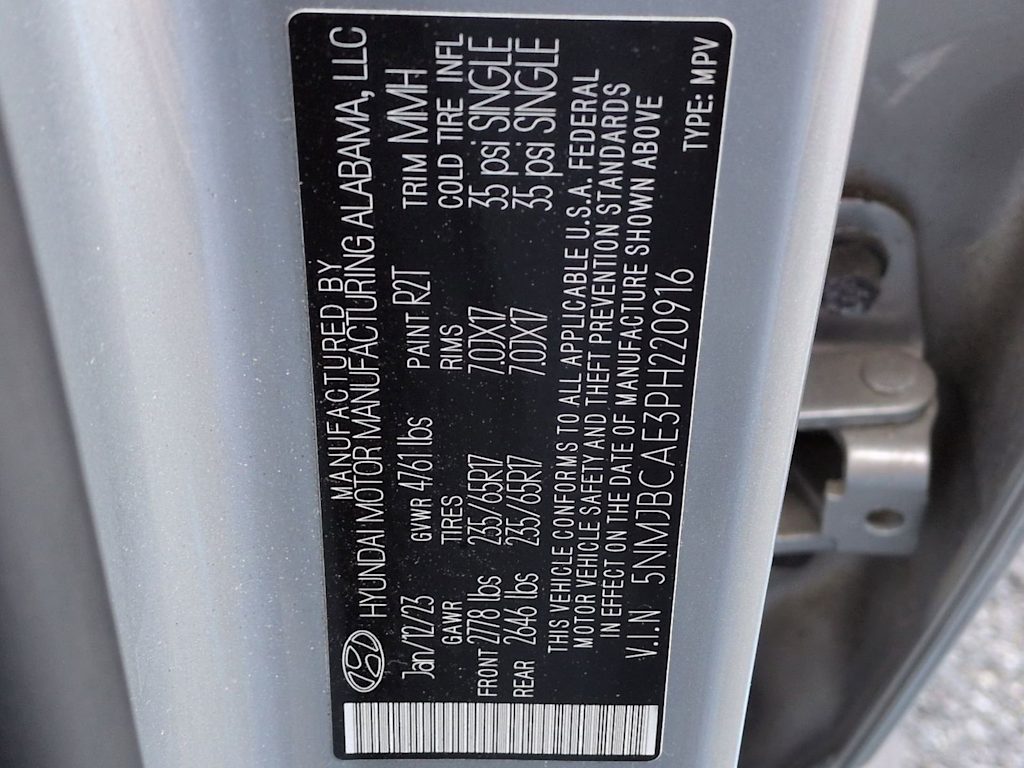 MANUFACTURED BY
HYUNDAI MOTOR MANUFACTURING ALABAMA, LLC
Jan/12/23 GVWR 4761 lbs PAINT R2T TRIM MMH
GAWR TIRES RIMS COLD TIRE INFL
FRONT 2778 lbs 235/65R17 7.0JX17 35 psi SINGLE
REAR 2646 lbs 235/65R17 7.0JX17 35 psi SINGLE
THIS VEHICLE CONFORMS TO ALL APPLICABLE U.S.A. FEDERAL
MOTOR VEHICLE SAFETY AND THEFT PREVENTION STANDARDS
IN EFFECT ON THE DATE OF MANUFACTURE SHOWN ABOVE
V.I.N 5NMJBCAE3PH220916 TYPE: MPV